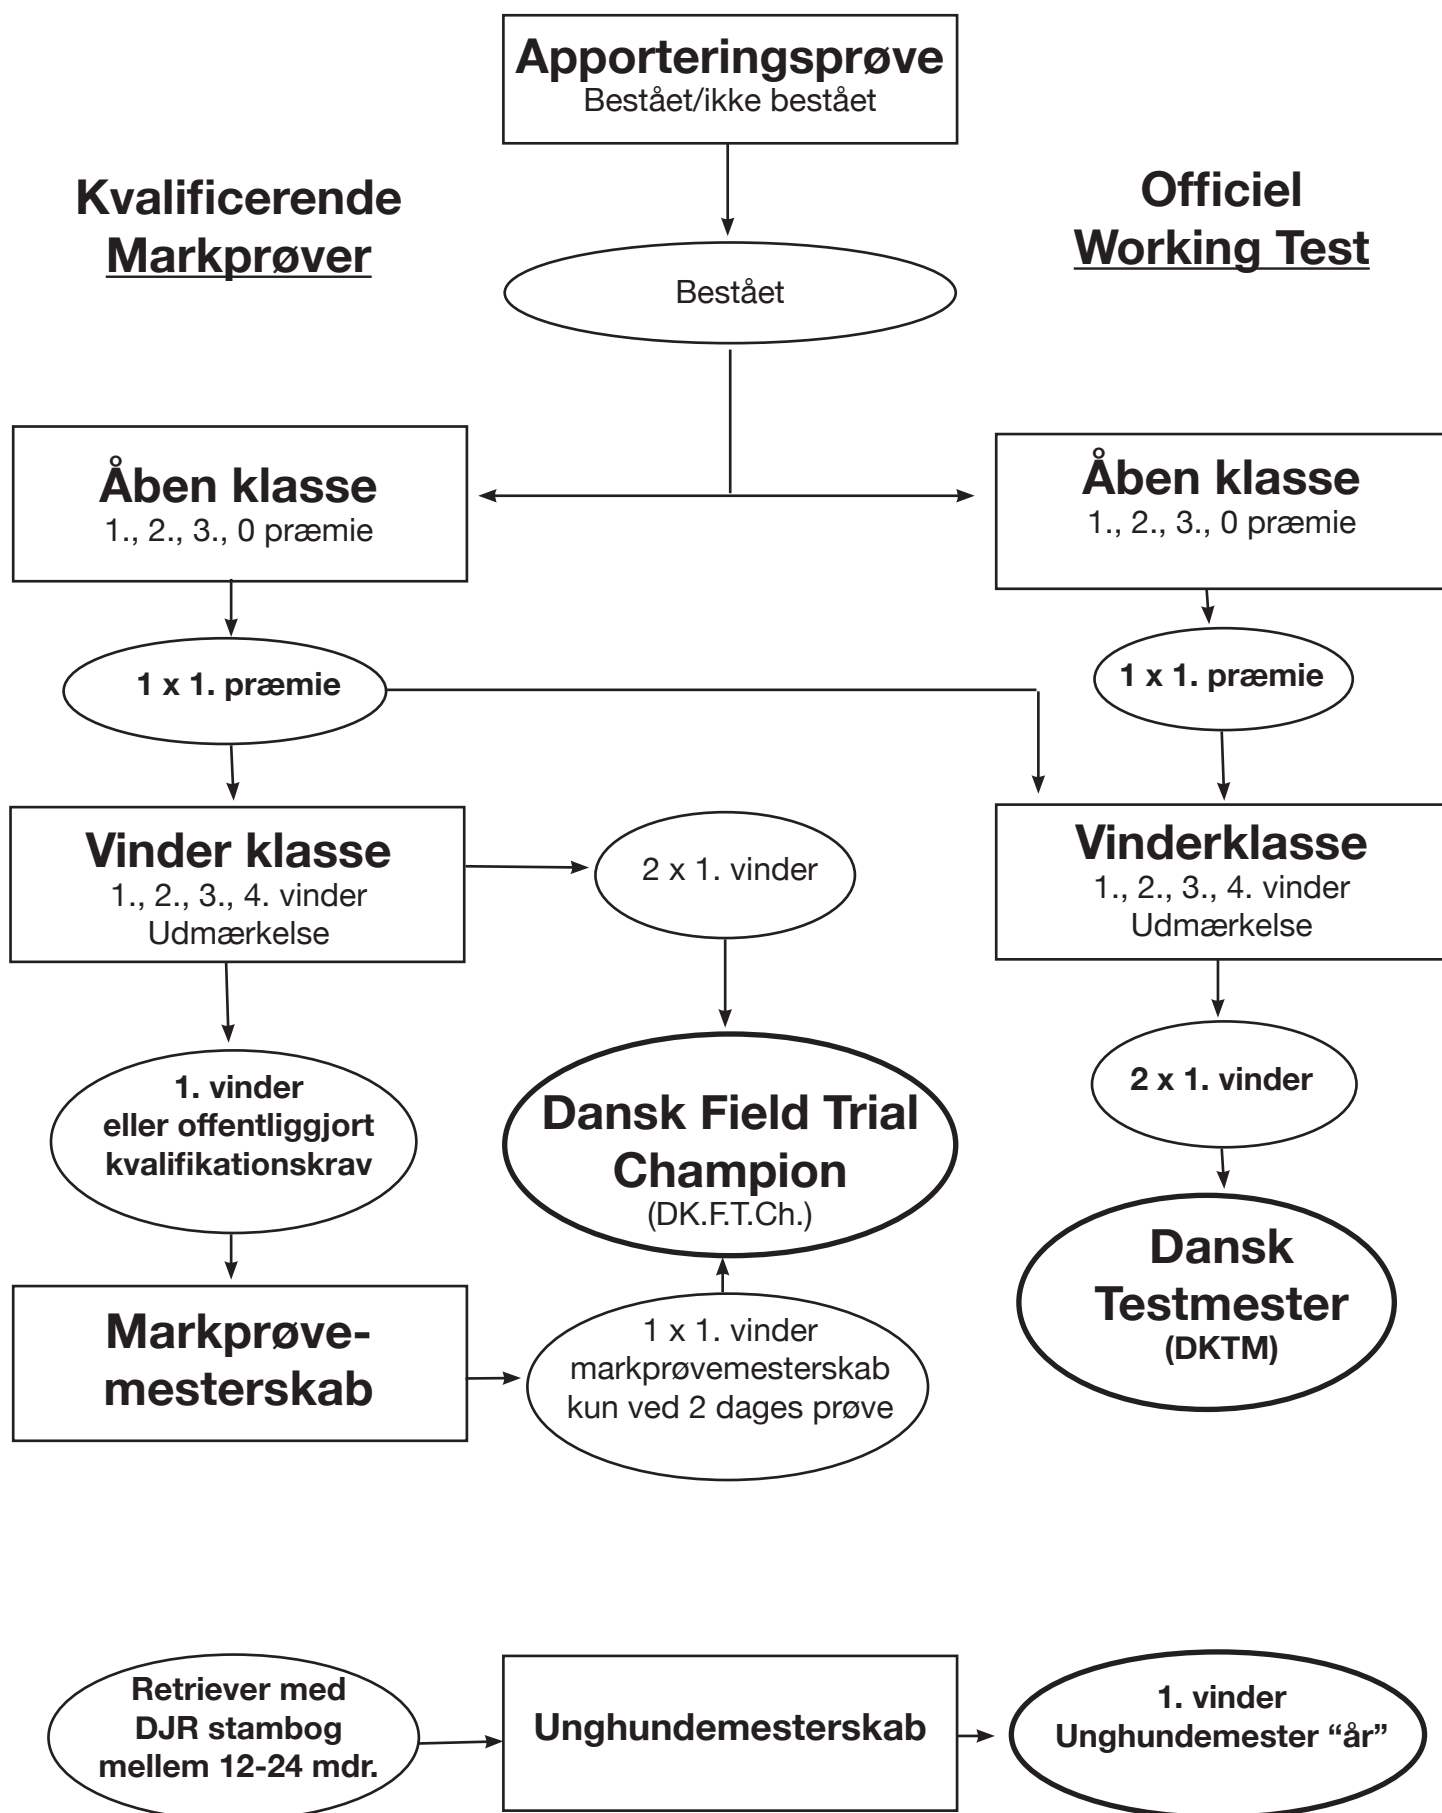 Apporteringsprøve
Bestået/ikke bestået
Kvalificerende
Markprøver
Officiel
Working Test
Bestået
Åben klasse
1., 2., 3., 0 præmie
Åben klasse
1., 2., 3., 0 præmie
1 x 1. præmie
1 x 1. præmie
Vinder klasse
1., 2., 3., 4. vinder
Udmærkelse
2 x 1. vinder
Vinderklasse
1., 2., 3., 4. vinder
Udmærkelse
1. vinder
eller offentliggjort
kvalifikationskrav
Dansk Field Trial
Champion
(DK.F.T.Ch.)
2 x 1. vinder
Dansk
Testmester
(DKTM)
Markprøve-
mesterskab
1 x 1. vinder
markprøvemesterskab
kun ved 2 dages prøve
Retriever med
DJR stambog
mellem 12-24 mdr.
Unghundemesterskab
1. vinder
Unghundemester “år”